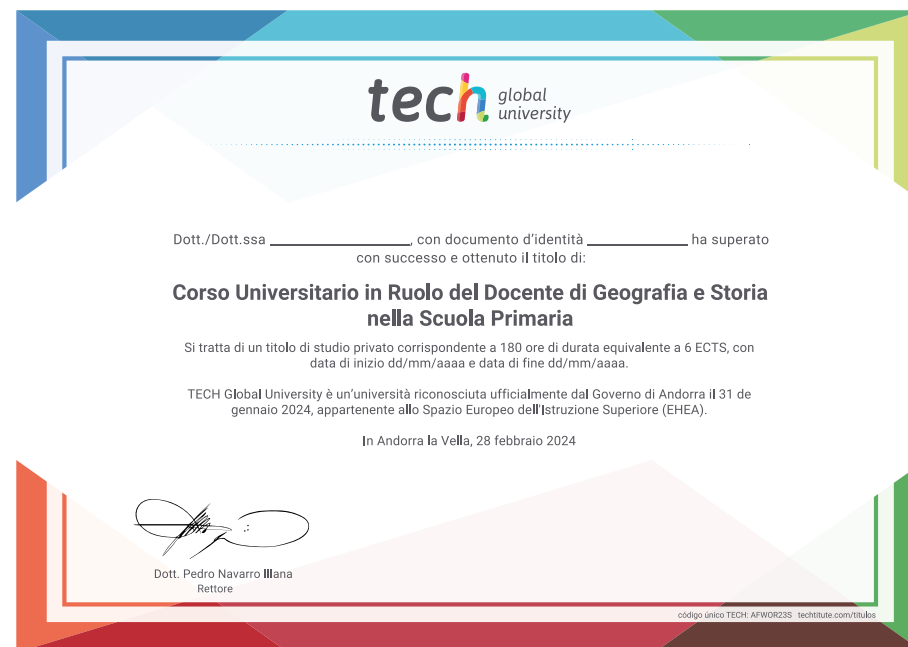 tech global university
Dott./Dott.ssa ________________, con documento d'identità ____________ ha superato
con successo e ottenuto il titolo di:
Corso Universitario in Ruolo del Docente di Geografia e Storia
nella Scuola Primaria
Si tratta di un titolo di studio privato corrispondente a 180 ore di durata equivalente a 6 ECTS, con
data di inizio dd/mm/aaaa e data di fine dd/mm/aaaa.
TECH Global University è un'università riconosciuta ufficialmente dal Governo di Andorra il 31 de
gennaio 2024, appartenente allo Spazio Europeo dell'Istruzione Superiore (EHEA).
In Andorra la Vella, 28 febbraio 2024
Dott. Pedro Navarro Illana
Rettore
código único TECH: AFWOR23S techtitute.com/titulos